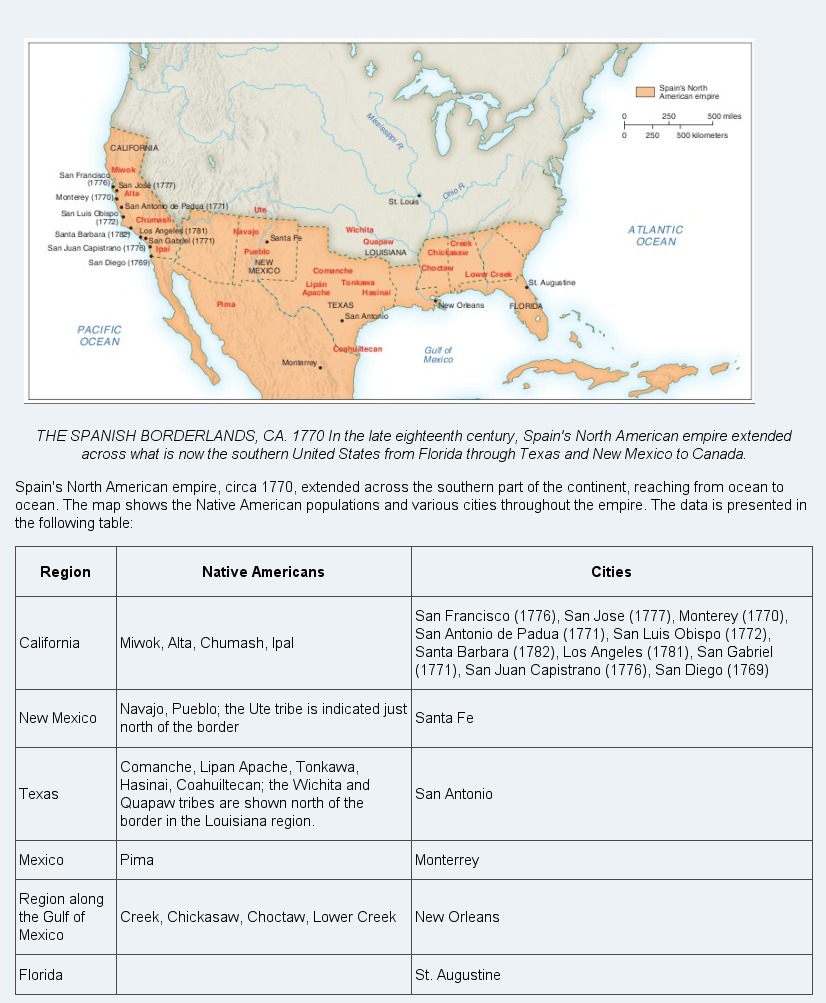 Spain's North
American empire
0 250 500 miles
0 250 500 kilometers
Mississippi R.
Ohio R.
St. Louis
CALIFORNIA
Miwok
San Francisco
(1776)
San José (1777)
Alta
Monterey (1770)
San Antonio de Padua (1771)
San Luis Obispo
(1772)
Chumash
Santa Barbara (1782)
Los Angeles (1781)
San Gabriel (1771)
San Juan Capistrano (1776)
Ipai
San Diego (1769)
Ute
Navajo
Santa Fe
Pueblo
NEW
MEXICO
Wichita
Quapaw
LOUISIANA
Creek
Chickasaw
Choctaw
Lower Creek
Comanche
Lipán
Apache
Tonkawa
Hasinai
Pima
TEXAS
San Antonio
New Orleans
St. Augustine
FLORIDA
Coahuiltecan
Monterrey
ATLANTIC
OCEAN
PACIFIC
OCEAN
Gulf of
Mexico
THE SPANISH BORDERLANDS, CA. 1770 In the late eighteenth century, Spain's North American empire extended
across what is now the southern United States from Florida through Texas and New Mexico to Canada.
Spain's North American empire, circa 1770, extended across the southern part of the continent, reaching from ocean to
ocean. The map shows the Native American populations and various cities throughout the empire. The data is presented in
the following table:
Region Native Americans Cities
California Miwok, Alta, Chumash, Ipal San Francisco (1776), San Jose (1777), Monterey (1770),
San Antonio de Padua (1771), San Luis Obispo (1772),
Santa Barbara (1782), Los Angeles (1781), San Gabriel
(1771), San Juan Capistrano (1776), San Diego (1769)
New Mexico Navajo, Pueblo; the Ute tribe is indicated just
north of the border Santa Fe
Texas Comanche, Lipan Apache, Tonkawa,
Hasinai, Coahuiltecan; the Wichita and
Quapaw tribes are shown north of the
border in the Louisiana region. San Antonio
Mexico Pima Monterrey
Region along
the Gulf of
Mexico Creek, Chickasaw, Choctaw, Lower Creek New Orleans
Florida St. Augustine